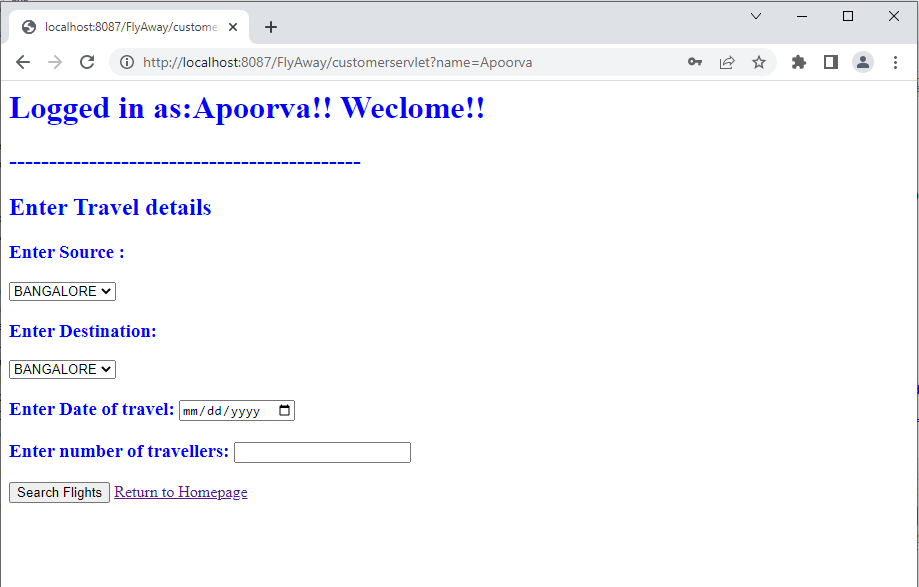 localhost:8087/FlyAway/custome
http://localhost:8087/FlyAway/customerservlet?name=Apoorva
Logged in as:Apoorva!! Weclome!!
--------------------------------------------
Enter Travel details
Enter Source :
BANGALORE
Enter Destination:
BANGALORE
Enter Date of travel: mm/dd/yyyy
Enter number of travellers:
Search Flights Return to Homepage